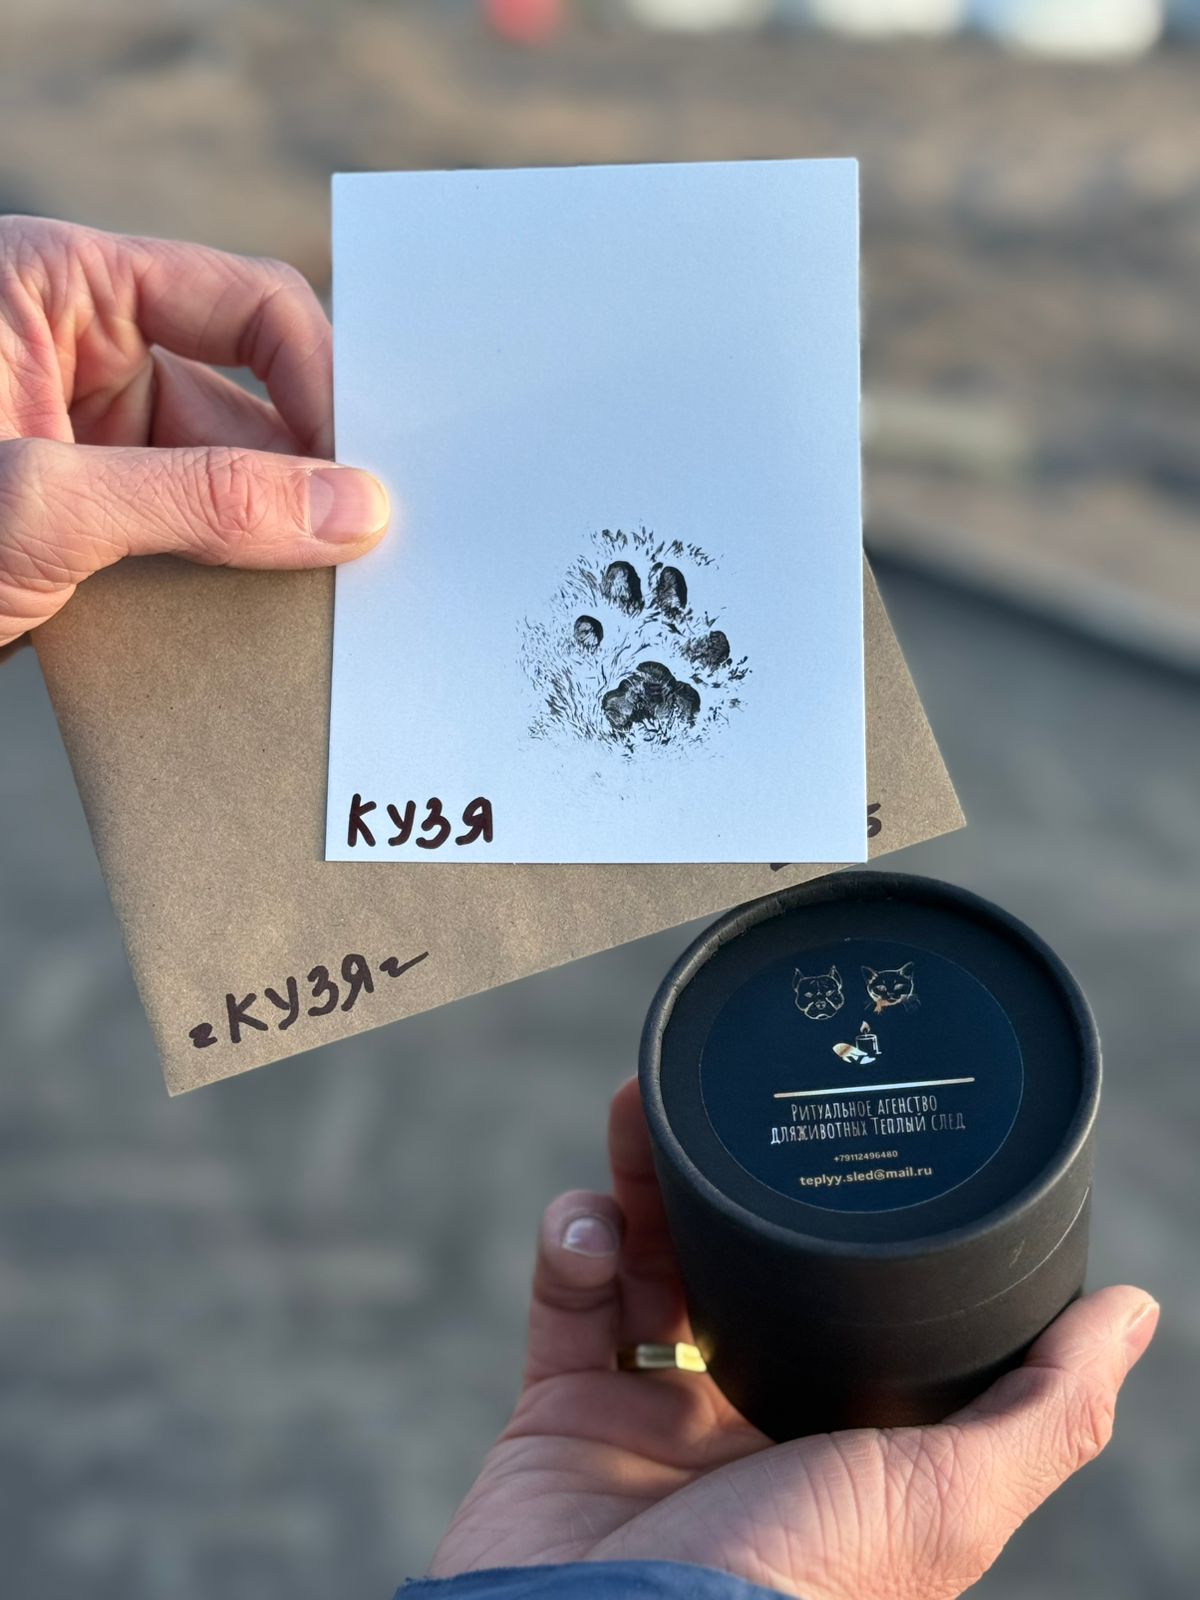 КУЗЯ
КУЗЯ
Ритуальное агенство
дляживотных Теплый след
+79112496480
teplyy.sled@mail.ru